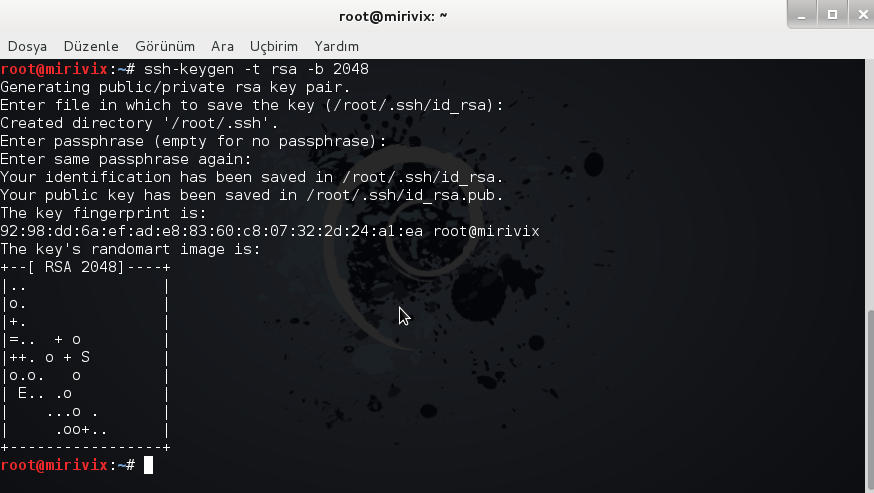 root@mirivix: ~
Dosya Düzenle Görünüm Ara Uçbirim Yardım
root@mirivix:~# ssh-keygen -t rsa -b 2048
Generating public/private rsa key pair.
Enter file in which to save the key (/root/.ssh/id_rsa):
Created directory '/root/.ssh'.
Enter passphrase (empty for no passphrase):
Enter same passphrase again:
Your identification has been saved in /root/.ssh/id_rsa.
Your public key has been saved in /root/.ssh/id_rsa.pub.
The key fingerprint is:
92:98:dd:6a:ef:ad:e8:83:60:c8:07:32:2d:24:a1:ea root@mirivix
The key's randomart image is:
+--[ RSA 2048]----+
|..               |
|o.               |
|+.               |
|=..  + o         |
|++. o + S        |
|o.o.   o         |
| E.. .o          |
|    ...o .       |
|     .oo+..      |
+-----------------+
root@mirivix:~#